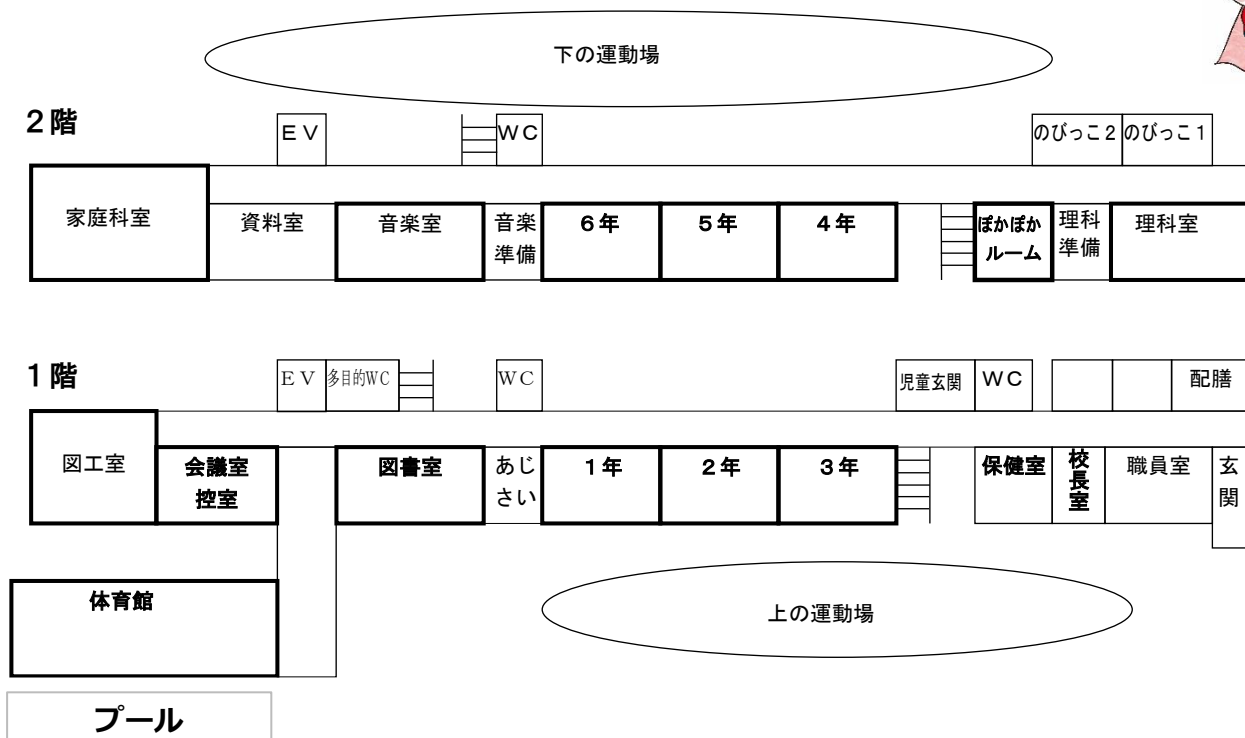 下の運動場
2階
EV
WC
のびっこ2
のびっこ1
家庭科室
資料室
音楽室
音楽
準備
6年
5年
4年
ぽかぽか
ルーム
理科
準備
理科室
1階
EV
多目的WC
WC
児童玄関
WC
配膳
図工室
会議室
控室
図書室
あじ
さい
1年
2年
3年
保健室
校長室
職員室
玄
関
体育館
上の運動場
プール